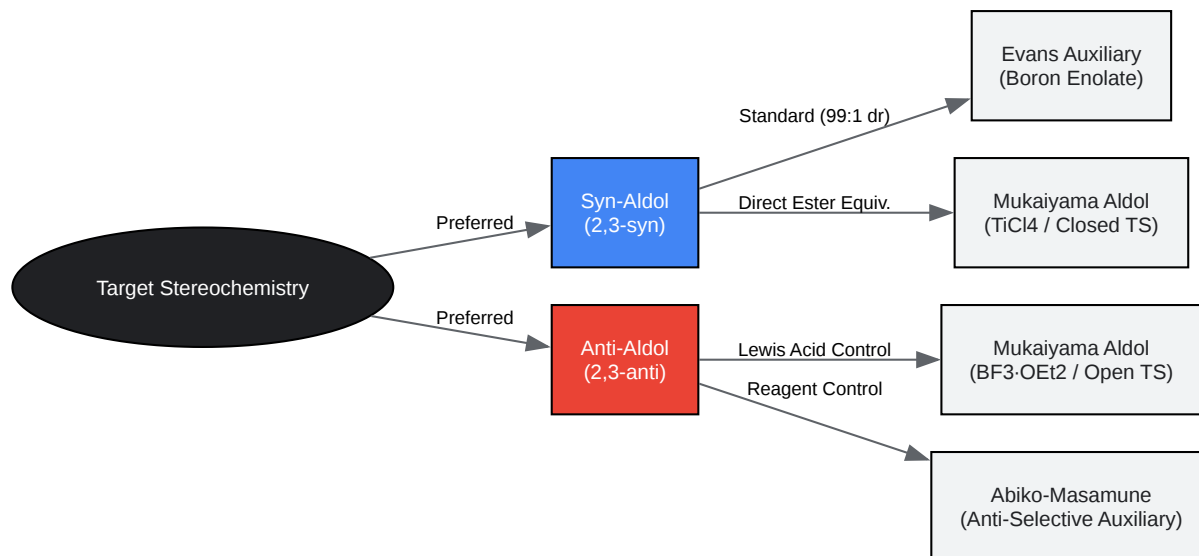 Target Stereochemistry
Preferred
Preferred
Syn-Aldol
(2,3-syn)
Anti-Aldol
(2,3-anti)
Standard (99:1 dr)
Direct Ester Equiv.
Lewis Acid Control
Reagent Control
Evans Auxiliary
(Boron Enolate)
Mukaiyama Aldol
(TiCl4 / Closed TS)
Mukaiyama Aldol
(BF3·OEt2 / Open TS)
Abiko-Masamune
(Anti-Selective Auxiliary)